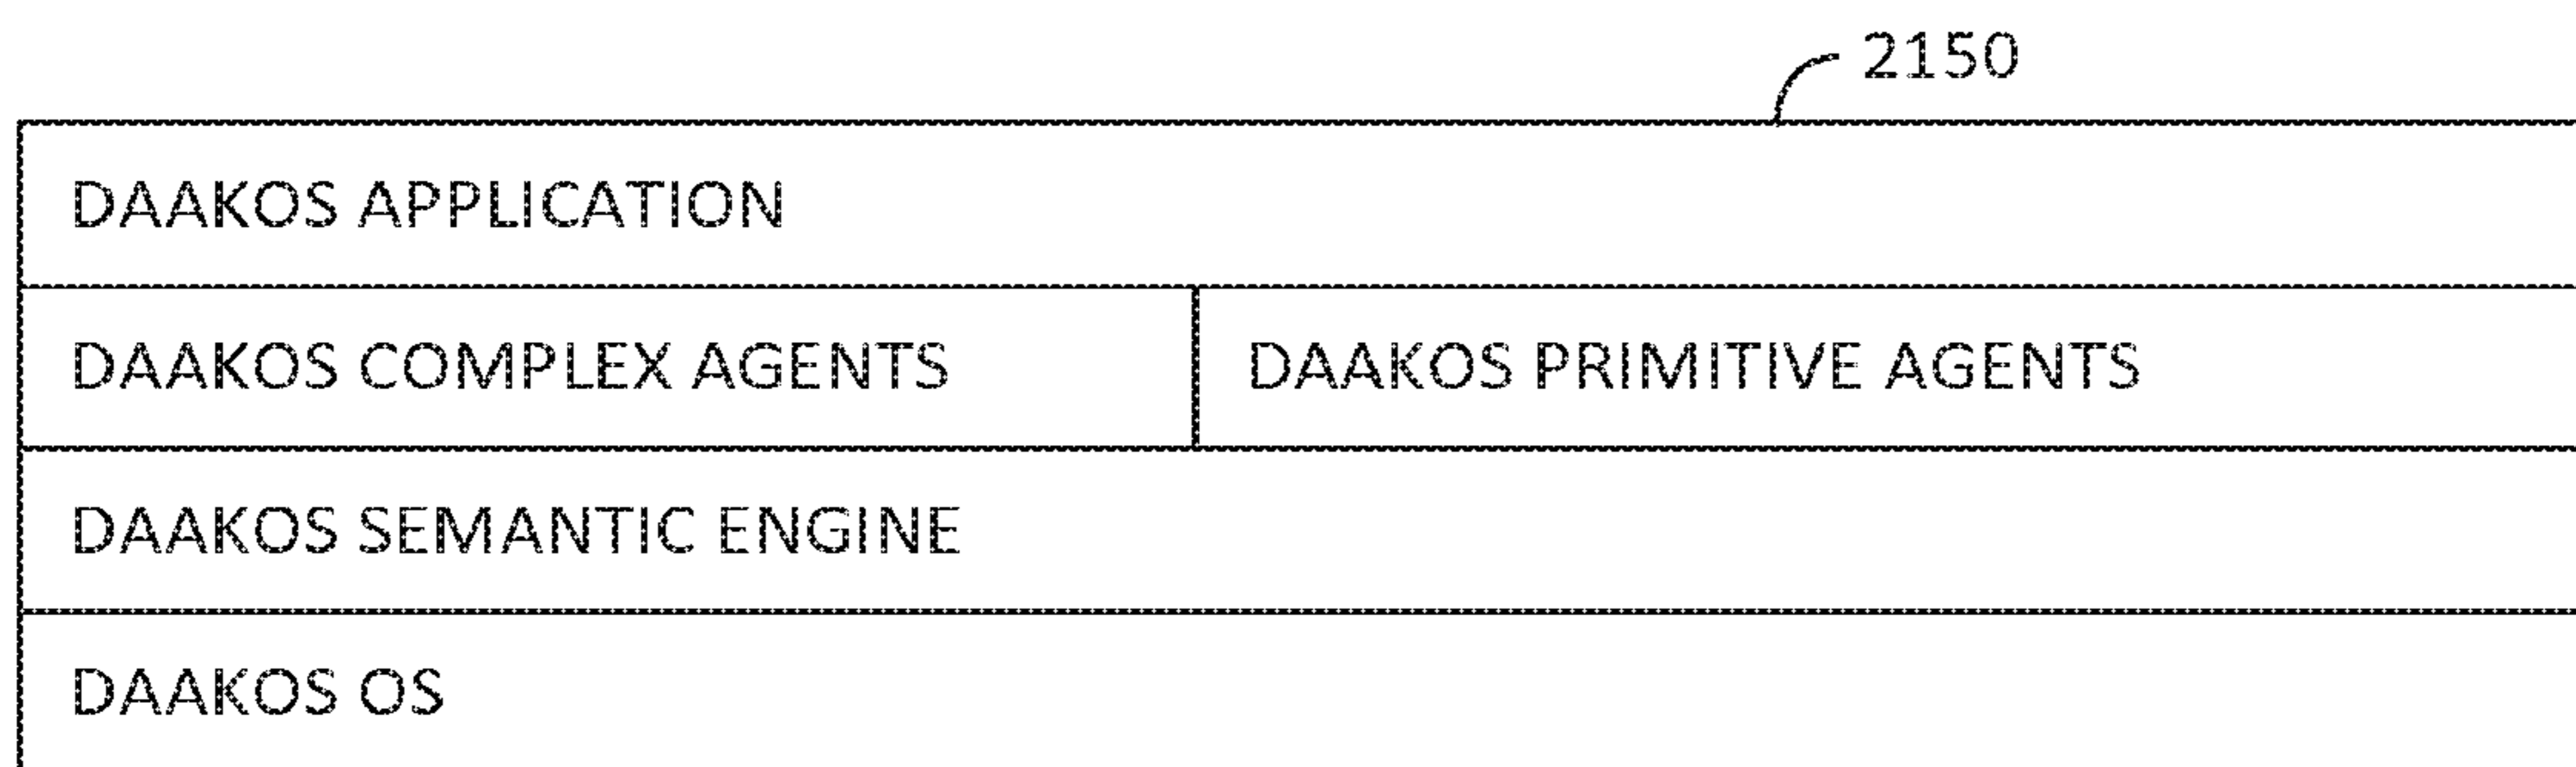 2150
DAAKOS APPLICATION
DAAKOS COMPLEX AGENTS
DAAKOS PRIMITIVE AGENTS
DAAKOS SEMANTIC ENGINE
DAAKOS OS